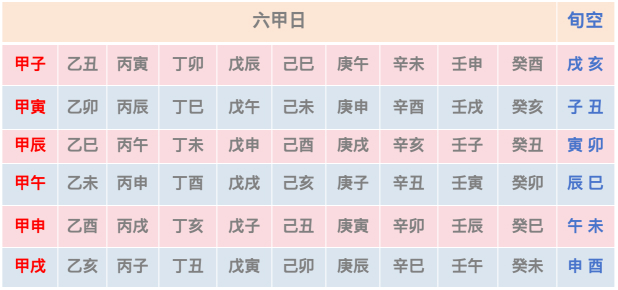 六甲日 旬空
甲子 乙丑 丙寅 丁卯 戊辰 己巳 庚午 辛未 壬申 癸酉 戌 亥
甲寅 乙卯 丙辰 丁巳 戊午 己未 庚申 辛酉 壬戌 癸亥 子 丑
甲辰 乙巳 丙午 丁未 戊申 己酉 庚戌 辛亥 壬子 癸丑 寅 卯
甲午 乙未 丙申 丁酉 戊戌 己亥 庚子 辛丑 壬寅 癸卯 辰 巳
甲申 乙酉 丙戌 丁亥 戊子 己丑 庚寅 辛卯 壬辰 癸巳 午 未
甲戌 乙亥 丙子 丁丑 戊寅 己卯 庚辰 辛巳 壬午 癸未 申 酉